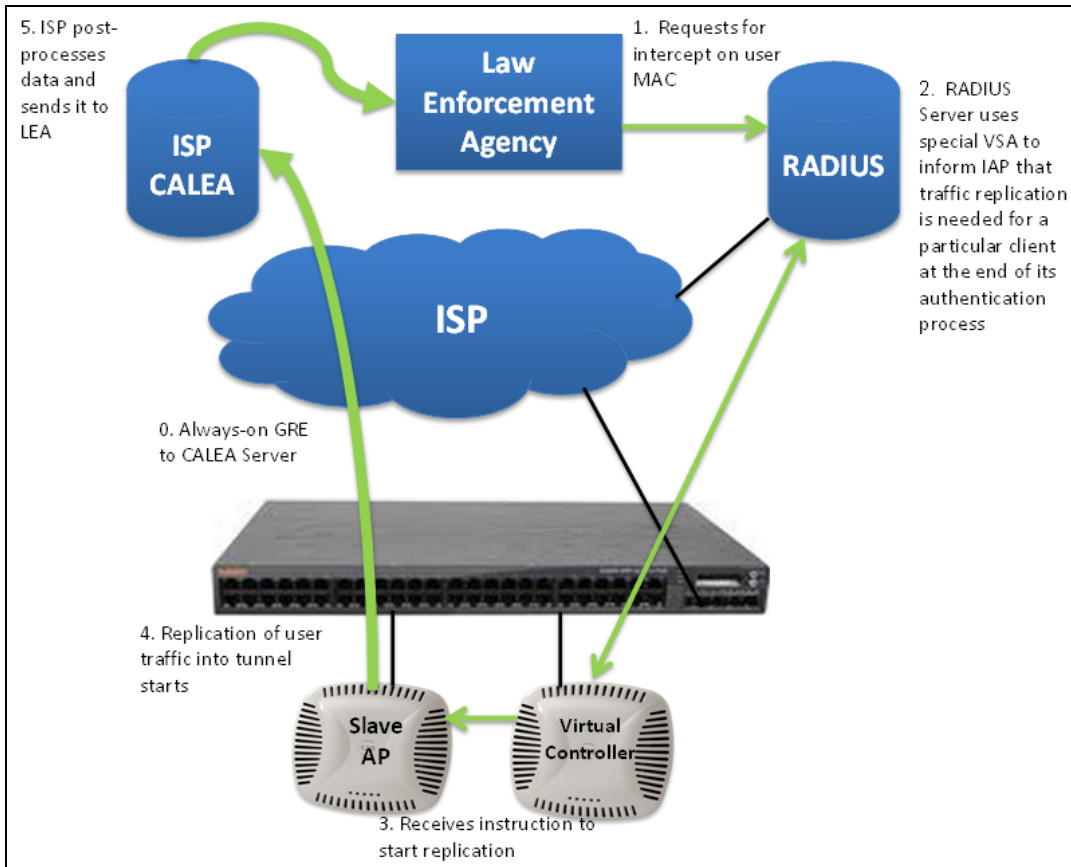 5. ISP post-
processes
data and
sends it to
LEA
ISP
CALEA
Law
Enforcement
Agency
1. Requests for
intercept on user
MAC
RADIUS
2. RADIUS
Server uses
special VSA to
inform IAP that
traffic replication
is needed for a
particular client
at the end of its
authentication
process
ISP
0. Always-on GRE
to CALEA Server
4. Replication of user
traffic into tunnel
starts
Slave
AP
Virtual
Controller
3. Receives instruction to
start replication